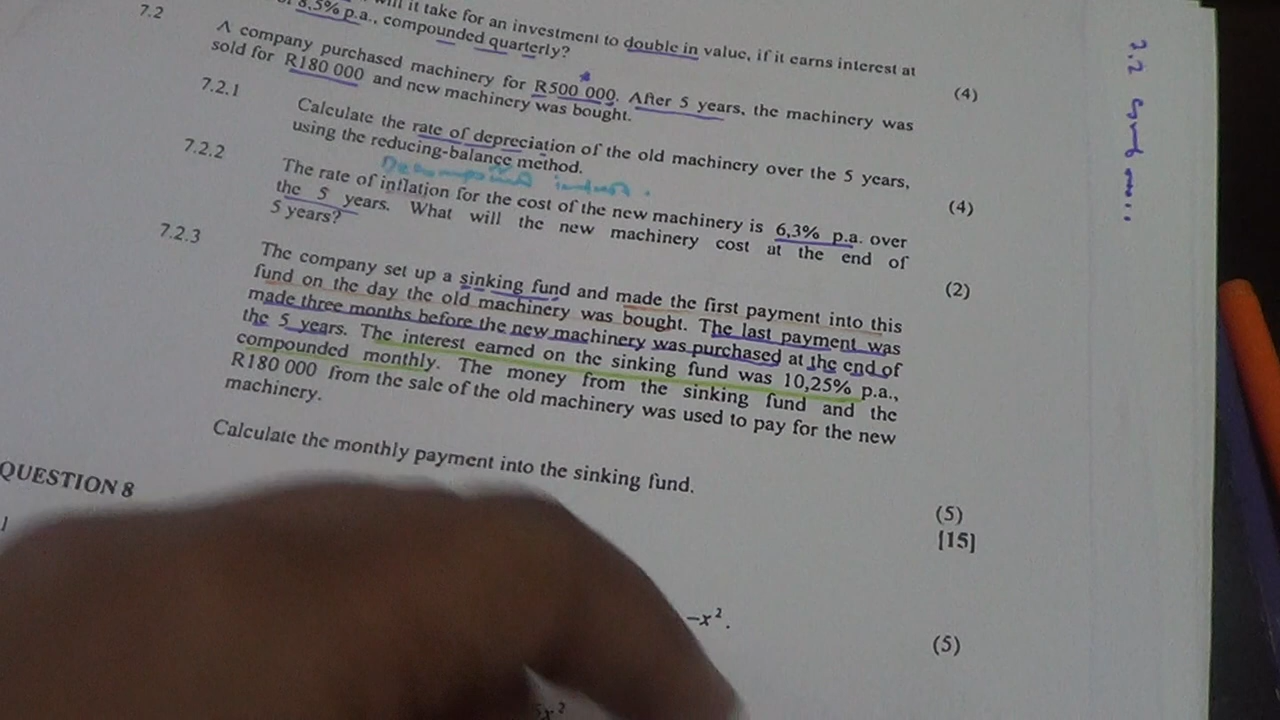 will it take for an investment to double in value, if it earns interest at
of 8,5% p.a., compounded quarterly?
(4)
7.2 A company purchased machinery for R500 000. After 5 years, the machinery was
sold for R180 000 and new machinery was bought.
7.2.1 Calculate the rate of depreciation of the old machinery over the 5 years,
using the reducing-balance method.
(4)
7.2.2 The rate of inflation for the cost of the new machinery is 6,3% p.a. over
the 5 years. What will the new machinery cost at the end of
5 years?
(2)
7.2.3 The company set up a sinking fund and made the first payment into this
fund on the day the old machinery was bought. The last payment was
made three months before the new machinery was purchased at the end of
the 5 years. The interest earned on the sinking fund was 10,25% p.a.,
compounded monthly. The money from the sinking fund and the
R180 000 from the sale of the old machinery was used to pay for the new
machinery.
Calculate the monthly payment into the sinking fund.
(5)
[15]
QUESTION 8
−x².
(5)
x²
7.2